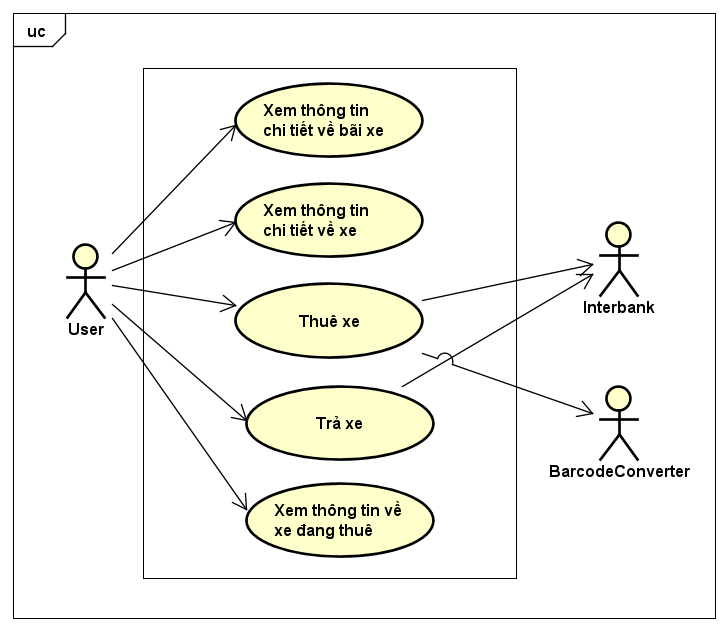 uc
Xem thông tin
chi tiết về bãi xe
Xem thông tin
chi tiết về xe
User
Thuê xe
Interbank
Trả xe
BarcodeConverter
Xem thông tin về
xe đang thuê